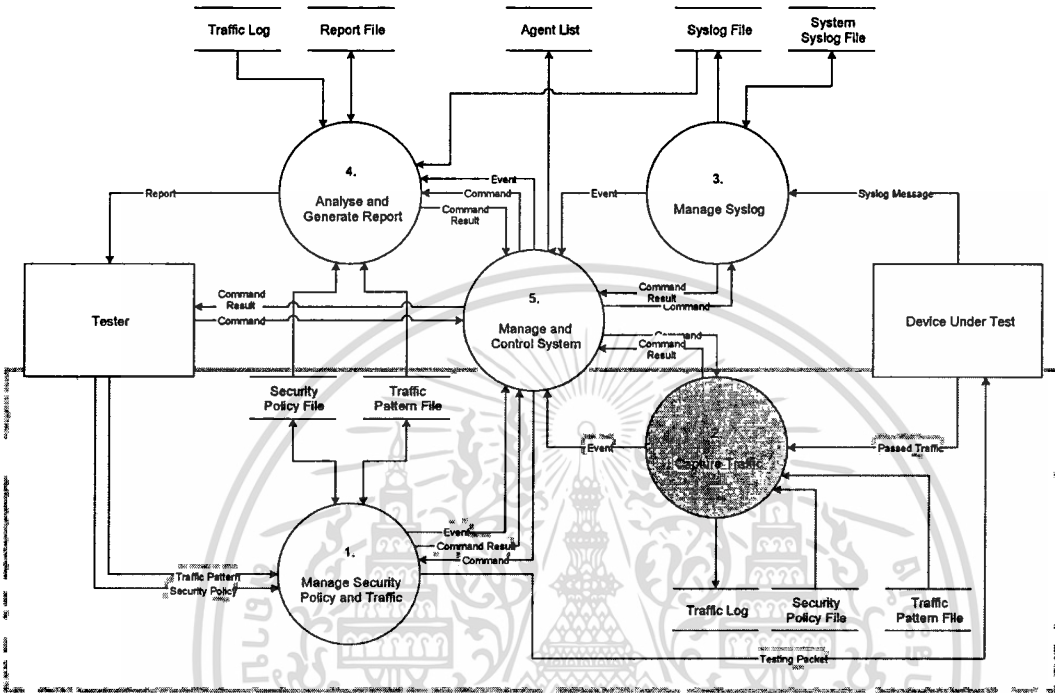 Traffic Log
Report File
Agent List
Syslog File
System
Syslog File
4.
Analyse and
Generate Report
3.
Manage Syslog
Report
Event
Command
Command
Result
Event
Syslog Message
Tester
Command
Result
Command
5.
Manage and
Control System
Command
Result
Command
Device Under Test
Command
Command
Result
Security
Policy File
Traffic
Pattern File
2.
Capture Traffic
Event
Passed Traffic
1.
Manage Security
Policy and Traffic
Event
Command Result
Command
Traffic Pattern
Security Policy
Traffic Log
Security
Policy File
Traffic
Pattern File
Testing Packet